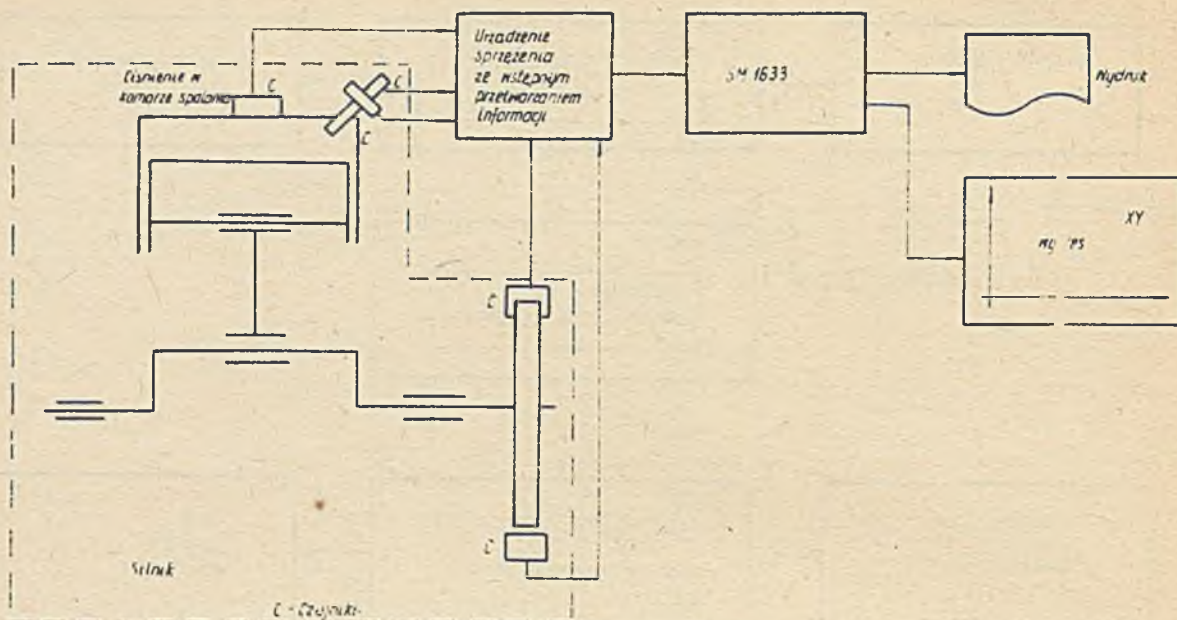 Urządzenie
sprzężenia
ze wstępnym
przetwarzaniem
informacji
SM 1633
Wydruk
Ciśnienie w
komorze spalania
C
C
C
XY
C
C
Silnik
C - Czujniki